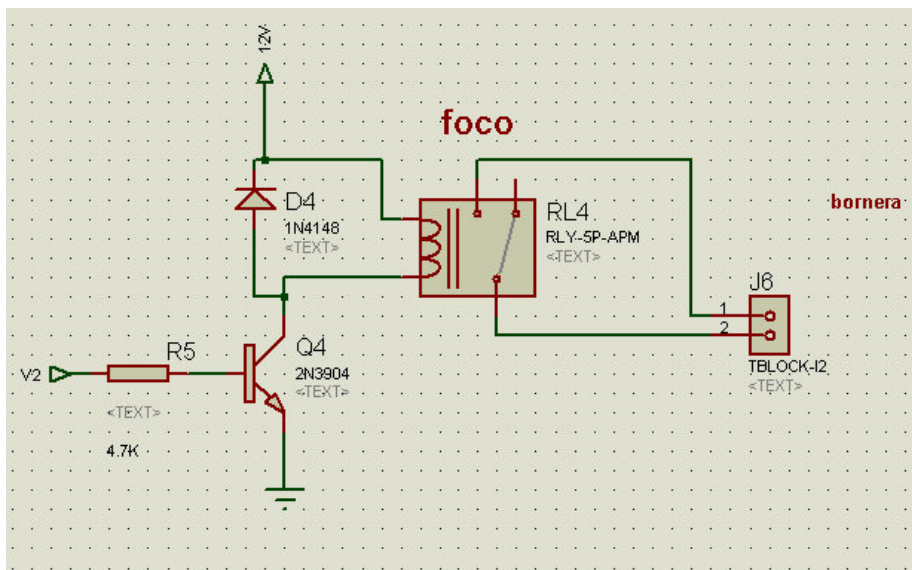 12V
foco
D4
1N4148
<TEXT>
RL4
RLY-5P-APM
<TEXT>
bornera
J6
1
2
TBLOCK-I2
<TEXT>
V2
R5
<TEXT>
4.7K
Q4
2N3904
<TEXT>